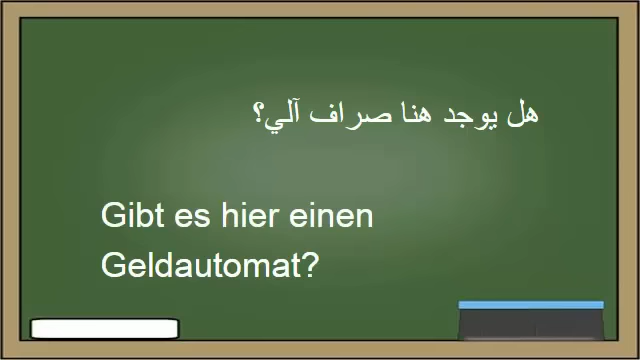 هل يوجد هنا صراف آلي؟
Gibt es hier einen
Geldautomat?